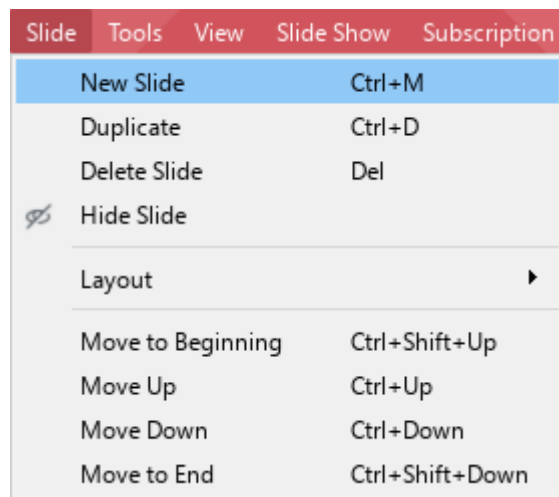 Slide Tools View Slide Show Subscription
New Slide Ctrl+M
Duplicate Ctrl+D
Delete Slide Del
Hide Slide
Layout
Move to Beginning Ctrl+Shift+Up
Move Up Ctrl+Up
Move Down Ctrl+Down
Move to End Ctrl+Shift+Down